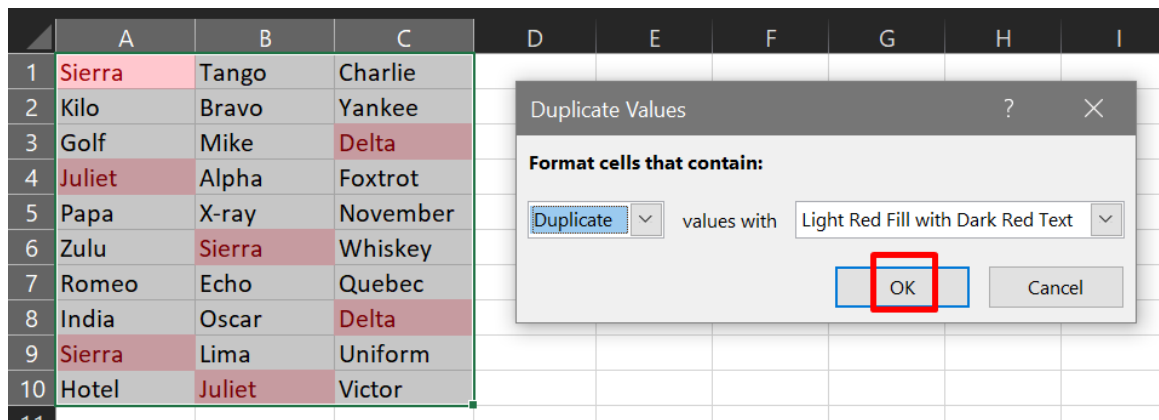 A B C D E F G H I
1 Sierra Tango Charlie
2 Kilo Bravo Yankee
3 Golf Mike Delta
4 Juliet Alpha Foxtrot
5 Papa X-ray November
6 Zulu Sierra Whiskey
7 Romeo Echo Quebec
8 India Oscar Delta
9 Sierra Lima Uniform
10 Hotel Juliet Victor
11
Duplicate Values ?
Format cells that contain:
Duplicate values with Light Red Fill with Dark Red Text
OK Cancel